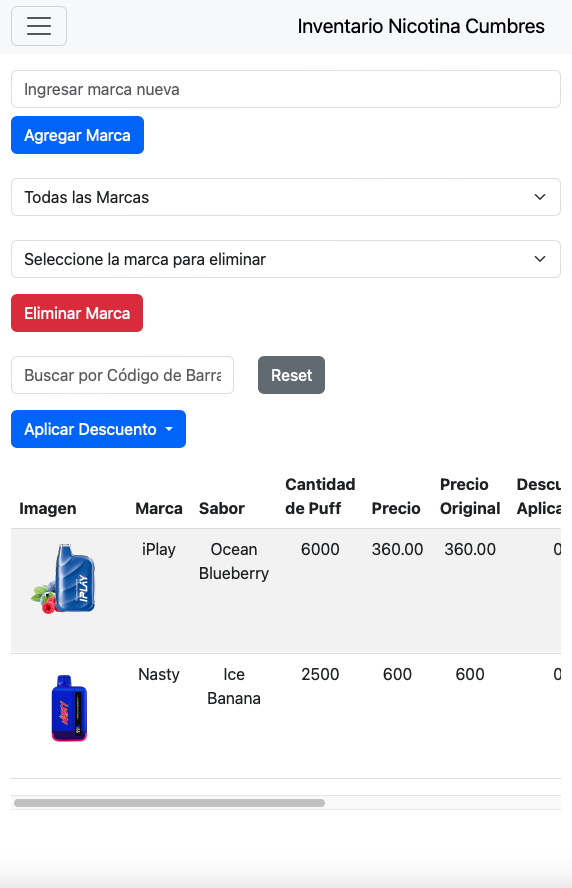 Inventario Nicotina Cumbres
Ingresar marca nueva
Agregar Marca
Todas las Marcas
Seleccione la marca para eliminar
Eliminar Marca
Buscar por Código de Barra
Reset
Aplicar Descuento
Imagen Marca Sabor Cantidad de Puff Precio Precio Original Descu Aplica
IPLAY iPlay Ocean Blueberry 6000 360.00 360.00 0
NASTY Nasty Ice Banana 2500 600 600 0